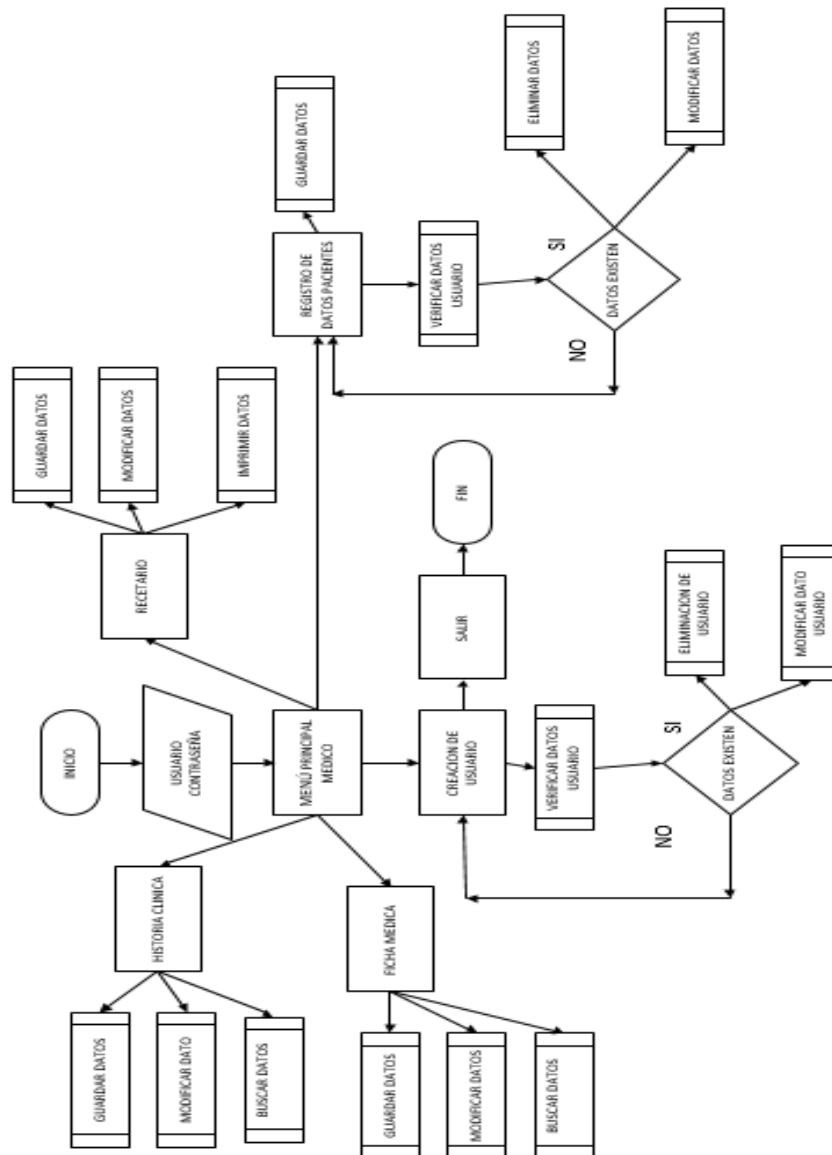 INICIO
USUARIO
CONTRASEÑA
MENÚ PRINCIPAL
MEDICO
HISTORIA CLINICA
GUARDAR DATOS
MODIFICAR DATO
BUSCAR DATOS
FICHA MEDICA
GUARDAR DATOS
MODIFICAR DATOS
BUSCAR DATOS
RECETARIO
GUARDAR DATOS
MODIFICAR DATOS
IMPRIMIR DATOS
CREACION DE
USUARIO
SALIR
FIN
VERIFICAR DATOS
USUARIO
DATOS EXISTEN
NO
SI
ELIMINACION DE
USUARIO
MODIFICAR DATO
USUARIO
REGISTRO DE
DATOS PACIENTES
GUARDAR DATOS
VERIFICAR DATOS
USUARIO
DATOS EXISTEN
NO
SI
ELIMINAR DATOS
MODIFICAR DATOS